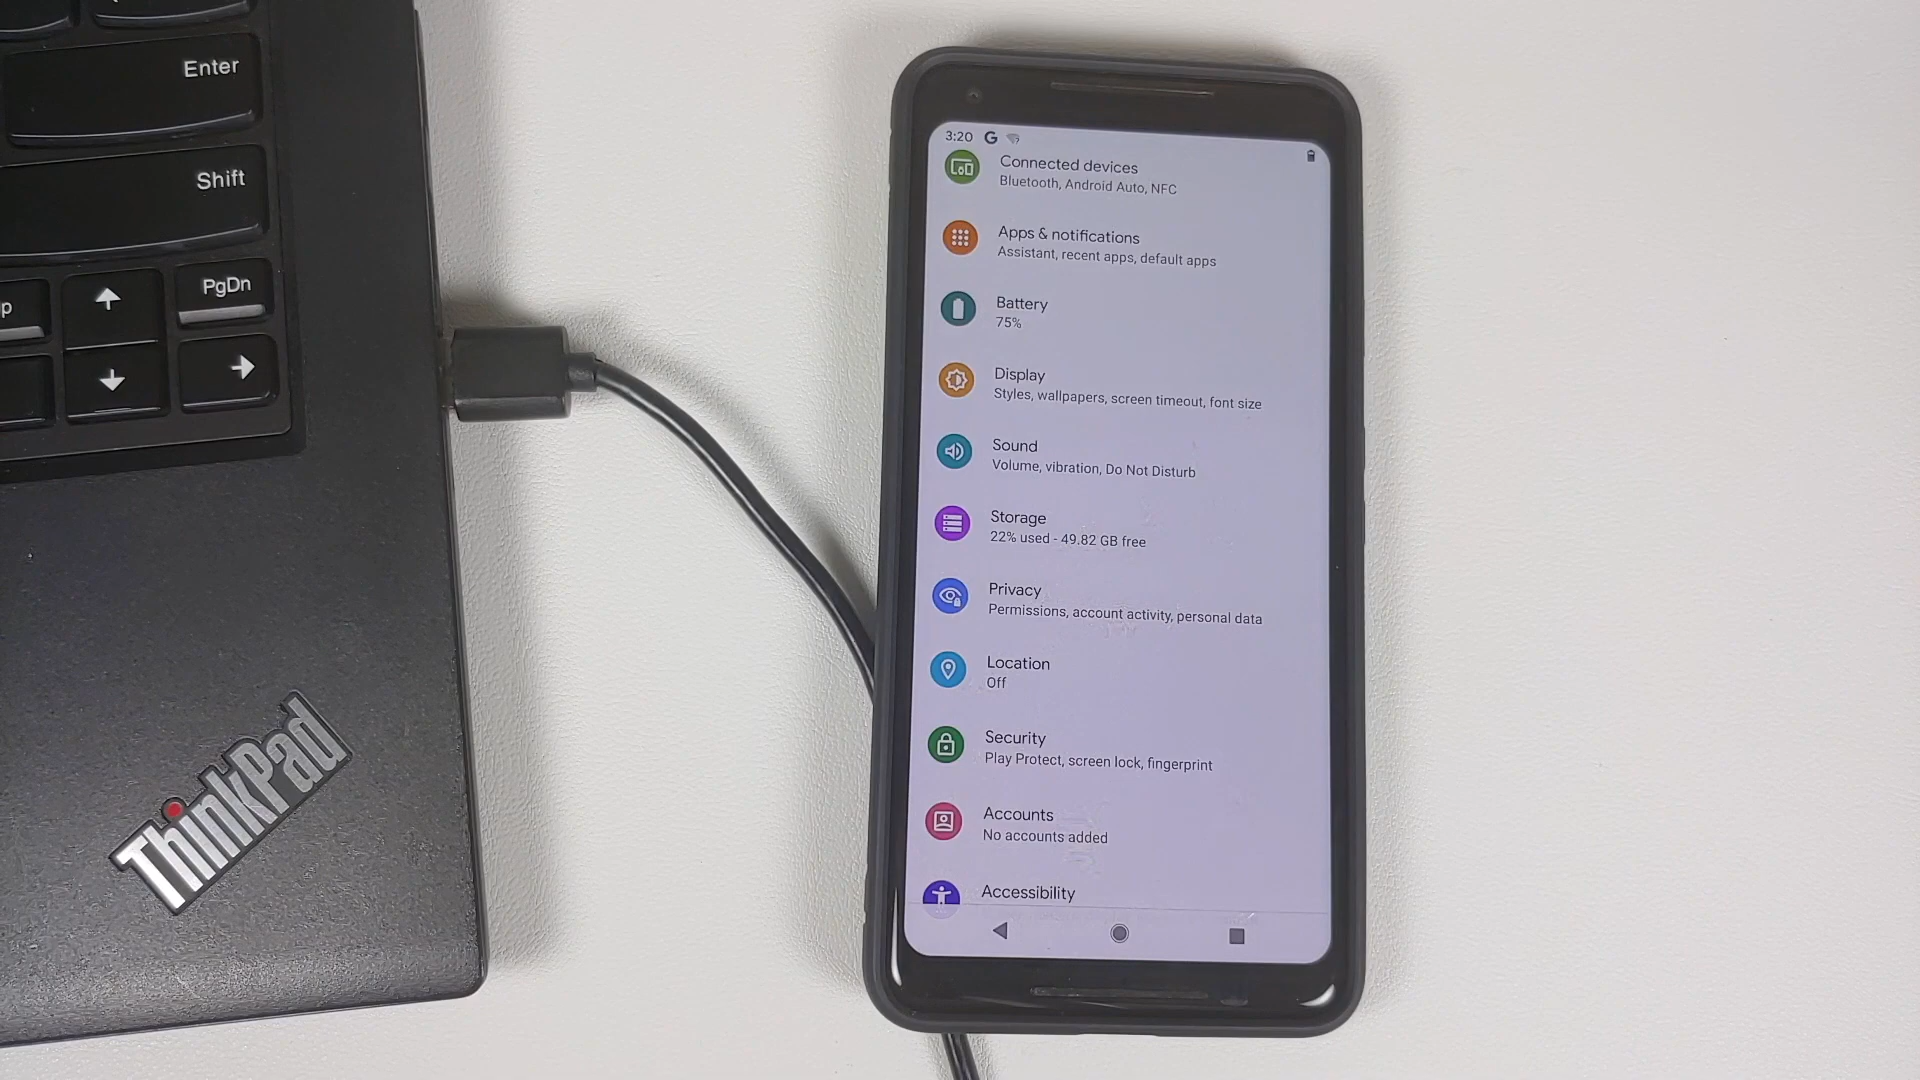 Enter
Shift
p
PgDn
ThinkPad
3:20 G
Connected devices
Bluetooth, Android Auto, NFC
Apps & notifications
Assistant, recent apps, default apps
Battery
75%
Display
Styles, wallpapers, screen timeout, font size
Sound
Volume, vibration, Do Not Disturb
Storage
22% used - 49.82 GB free
Privacy
Permissions, account activity, personal data
Location
Off
Security
Play Protect, screen lock, fingerprint
Accounts
No accounts added
Accessibility